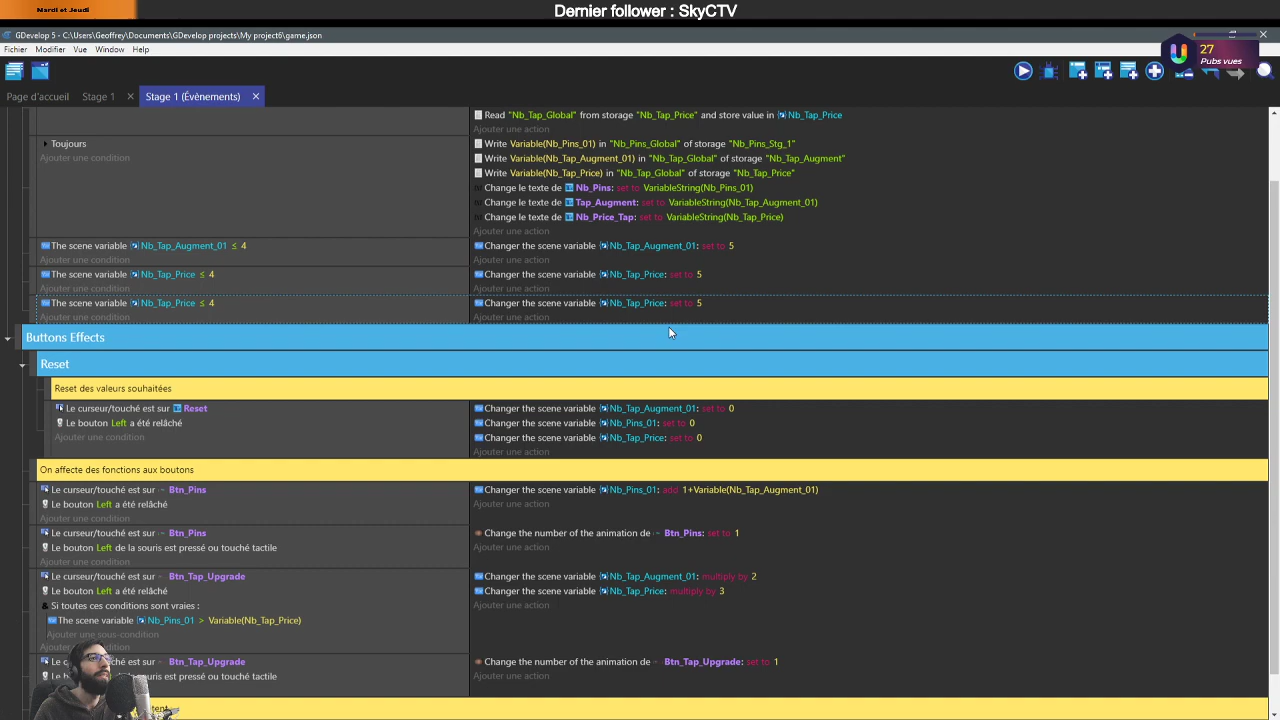 Mardi et Jeudi
Dernier follower : SkyCTV
GDevelop 5 - C:\Users\Geoffrey\Documents\GDevelop projects\My project6\game.json
Fichier Modifier Vue Window Help
27
Pubs vues
Page d'accueil Stage 1 Stage 1 (Évènements)
Read "Nb_Tap_Global" from storage "Nb_Tap_Price" and store value in Nb_Tap_Price
Ajouter une action
Toujours
Ajouter une condition
Write Variable(Nb_Pins_01) in "Nb_Pins_Global" of storage "Nb_Pins_Stg_1"
Write Variable(Nb_Tap_Augment_01) in "Nb_Tap_Global" of storage "Nb_Tap_Augment"
Write Variable(Nb_Tap_Price) in "Nb_Tap_Global" of storage "Nb_Tap_Price"
Change le texte de Nb_Pins: set to VariableString(Nb_Pins_01)
Change le texte de Tap_Augment: set to VariableString(Nb_Tap_Augment_01)
Change le texte de Nb_Price_Tap: set to VariableString(Nb_Tap_Price)
Ajouter une action
The scene variable Nb_Tap_Augment_01 ≤ 4
Ajouter une condition
Changer the scene variable Nb_Tap_Augment_01: set to 5
Ajouter une action
The scene variable Nb_Tap_Price ≤ 4
Ajouter une condition
Changer the scene variable Nb_Tap_Price: set to 5
Ajouter une action
The scene variable Nb_Tap_Price ≤ 4
Ajouter une condition
Changer the scene variable Nb_Tap_Price: set to 5
Ajouter une action
Buttons Effects
Reset
Reset des valeurs souhaitées
Le curseur/touché est sur Reset
Le bouton Left a été relâché
Ajouter une condition
Changer the scene variable Nb_Tap_Augment_01: set to 0
Changer the scene variable Nb_Pins_01: set to 0
Changer the scene variable Nb_Tap_Price: set to 0
Ajouter une action
On affecte des fonctions aux boutons
Le curseur/touché est sur Btn_Pins
Le bouton Left a été relâché
Ajouter une condition
Changer the scene variable Nb_Pins_01: add 1+Variable(Nb_Tap_Augment_01)
Ajouter une action
Le curseur/touché est sur Btn_Pins
Le bouton Left de la souris est pressé ou touché tactile
Ajouter une condition
Change the number of the animation de Btn_Pins: set to 1
Ajouter une action
Le curseur/touché est sur Btn_Tap_Upgrade
Le bouton Left a été relâché
Si toutes ces conditions sont vraies :
The scene variable Nb_Pins_01 > Variable(Nb_Tap_Price)
Ajouter une sous-condition
Ajouter une condition
Changer the scene variable Nb_Tap_Augment_01: multiply by 2
Changer the scene variable Nb_Tap_Price: multiply by 3
Ajouter une action
touché est sur Btn_Tap_Upgrade
de la souris est pressé ou touché tactile
Change the number of the animation de Btn_Tap_Upgrade: set to 1
Ajouter une action